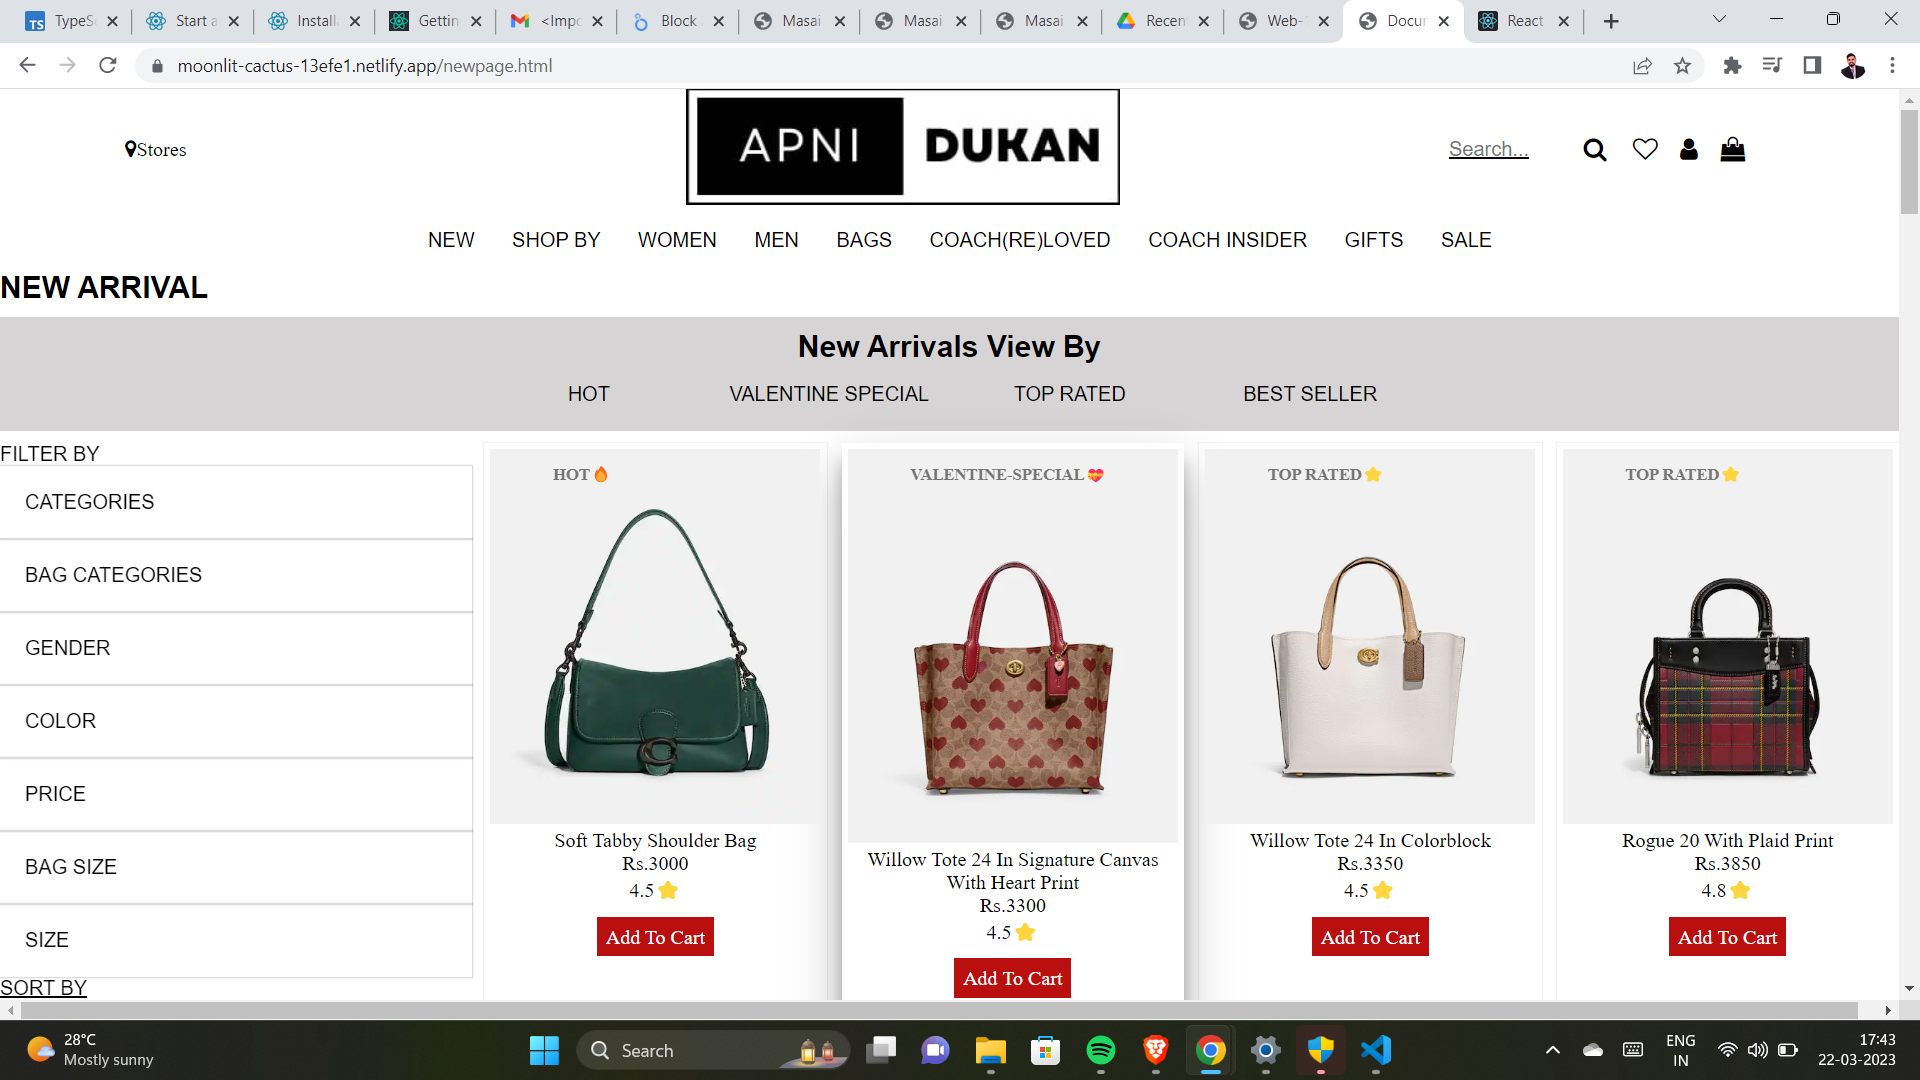 TypeSc
Start a
Installa
Getting
<Impo
Block
Masai
Masai
Masai
Recen
Web-
Docum
React
moonlit-cactus-13efe1.netlify.app/newpage.html
Stores
APNI DUKAN
Search...
NEW SHOP BY WOMEN MEN BAGS COACH(RE)LOVED COACH INSIDER GIFTS SALE
NEW ARRIVAL
New Arrivals View By
HOT VALENTINE SPECIAL TOP RATED BEST SELLER
FILTER BY
CATEGORIES
BAG CATEGORIES
GENDER
COLOR
PRICE
BAG SIZE
SIZE
SORT BY
HOT🔥
Soft Tabby Shoulder Bag
Rs.3000
4.5⭐
Add To Cart
VALENTINE-SPECIAL💝
Willow Tote 24 In Signature Canvas
With Heart Print
Rs.3300
4.5⭐
Add To Cart
TOP RATED⭐
Willow Tote 24 In Colorblock
Rs.3350
4.5⭐
Add To Cart
TOP RATED⭐
Rogue 20 With Plaid Print
Rs.3850
4.8⭐
Add To Cart
28°C
Mostly sunny
Search
ENG
IN
17:43
22-03-2023